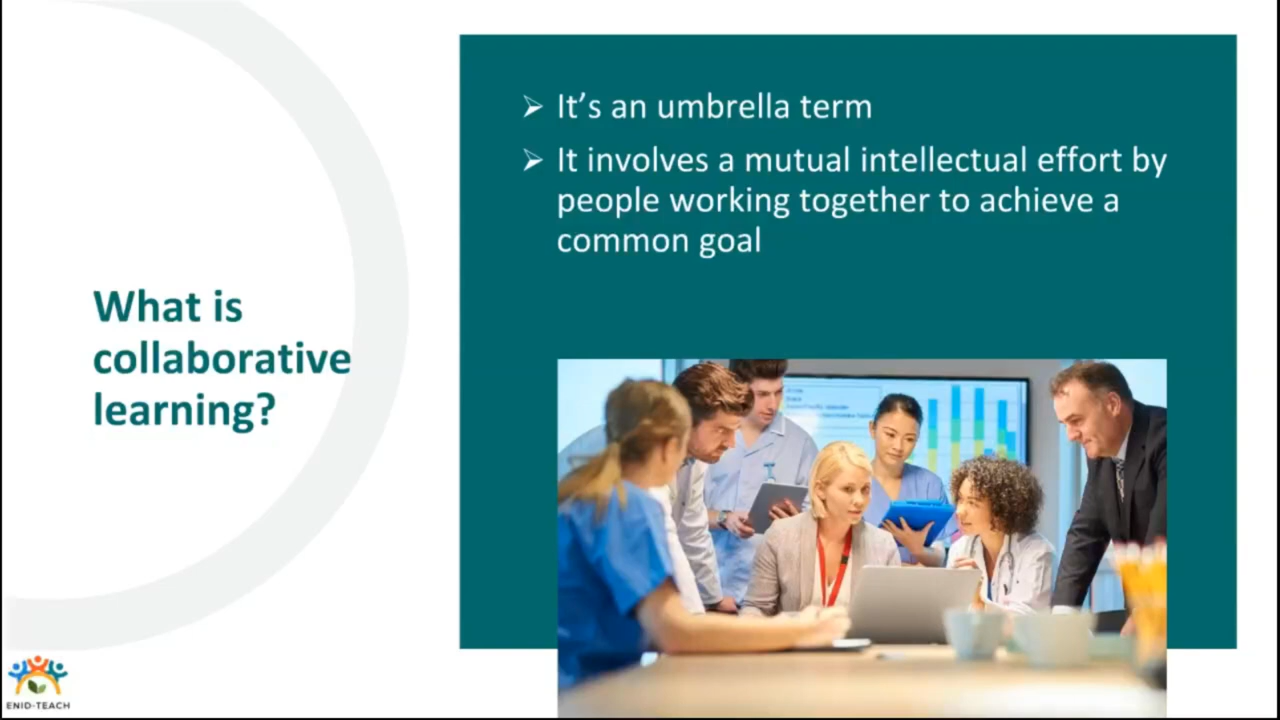 What is
collaborative
learning?
➢ It’s an umbrella term
➢ It involves a mutual intellectual effort by
people working together to achieve a
common goal
ENID-TEACH